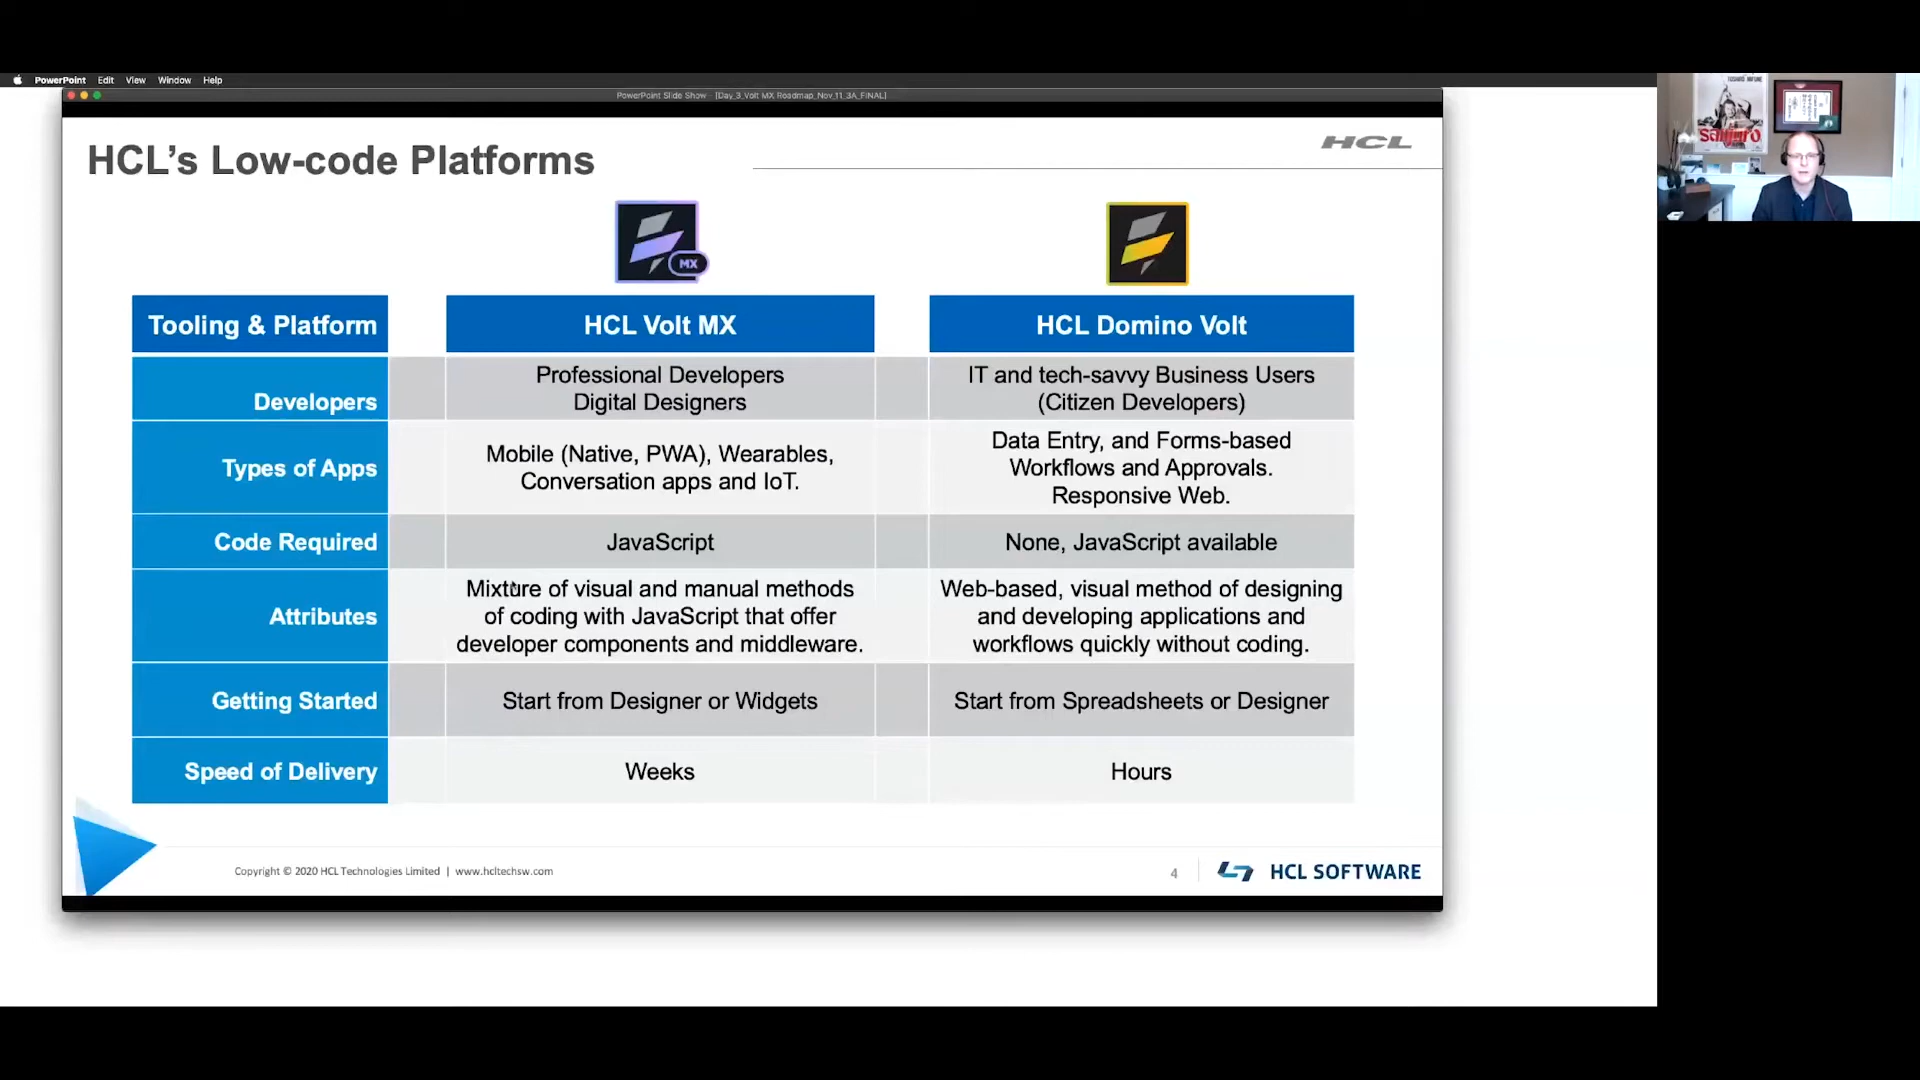 PowerPoint Edit View Window Help
PowerPoint Slide Show - [Day_3_Volt MX Roadmap_Nov_11_3A_FINAL]
HCL's Low-code Platforms
HCL
MX
Tooling & Platform
HCL Volt MX
HCL Domino Volt
Developers
Professional Developers
Digital Designers
IT and tech-savvy Business Users
(Citizen Developers)
Types of Apps
Mobile (Native, PWA), Wearables,
Conversation apps and IoT.
Data Entry, and Forms-based
Workflows and Approvals.
Responsive Web.
Code Required
JavaScript
None, JavaScript available
Attributes
Mixture of visual and manual methods
of coding with JavaScript that offer
developer components and middleware.
Web-based, visual method of designing
and developing applications and
workflows quickly without coding.
Getting Started
Start from Designer or Widgets
Start from Spreadsheets or Designer
Speed of Delivery
Weeks
Hours
Copyright © 2020 HCL Technologies Limited | www.hcltechsw.com
4
HCL SOFTWARE